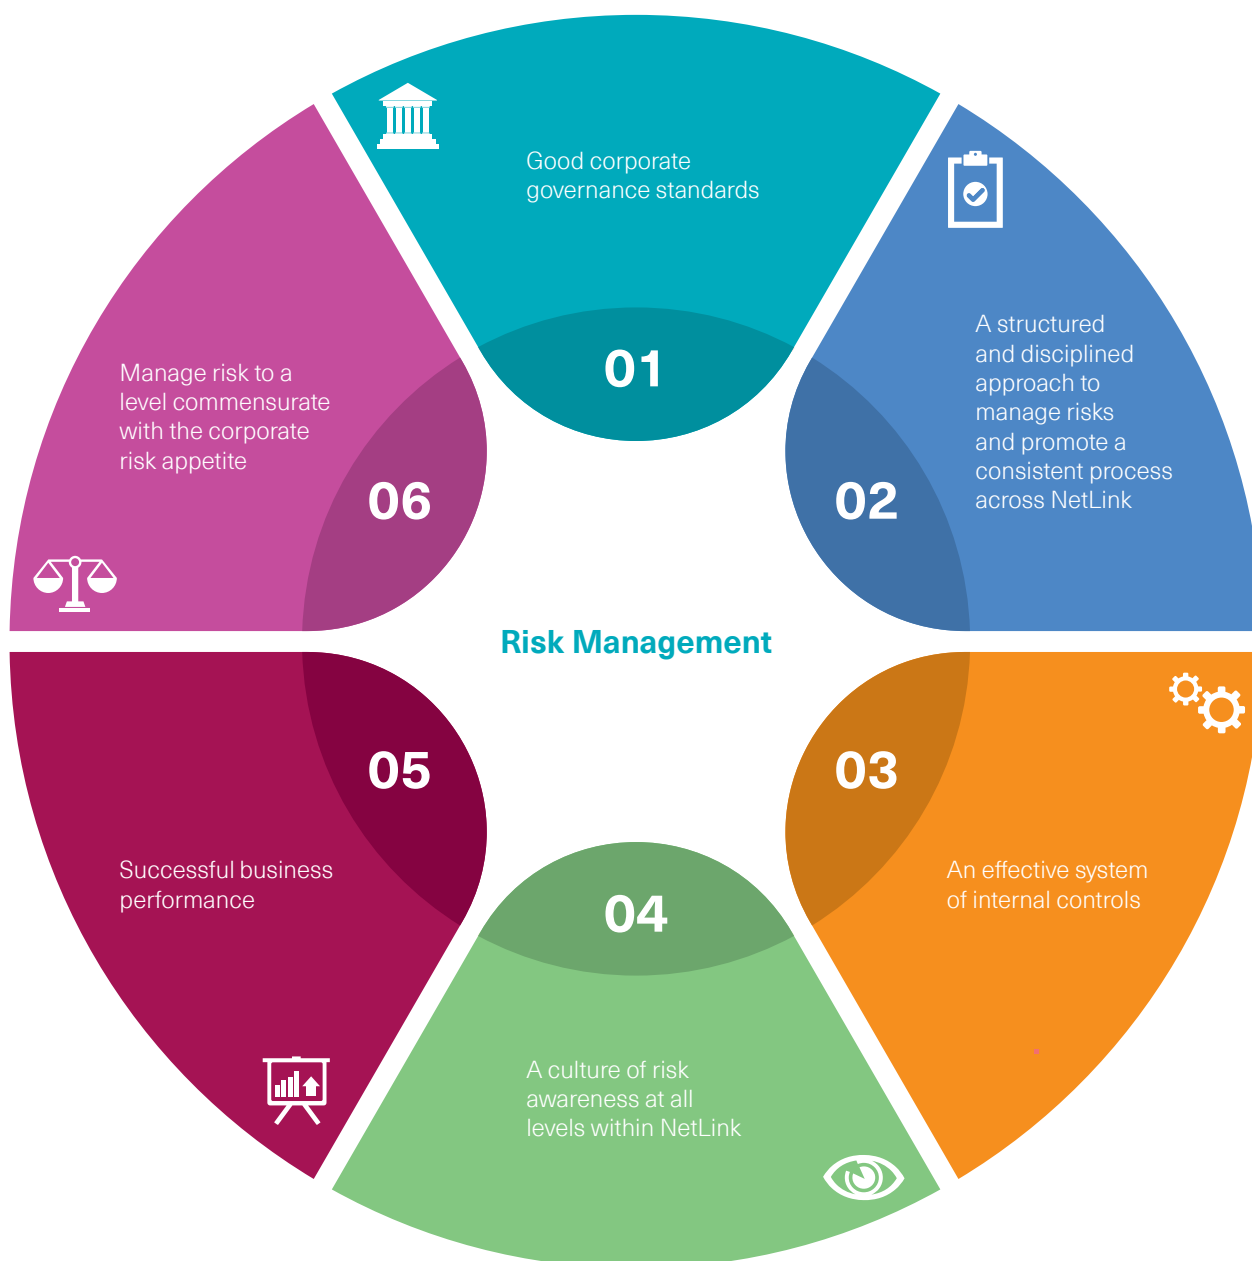 Good corporate
governance standards
01
A structured
and disciplined
approach to
manage risks
and promote a
consistent process
across NetLink
02
Risk Management
An effective system
of internal controls
03
04
A culture of risk
awareness at all
levels within NetLink
05
Successful business
performance
Manage risk to a
level commensurate
with the corporate
risk appetite
06